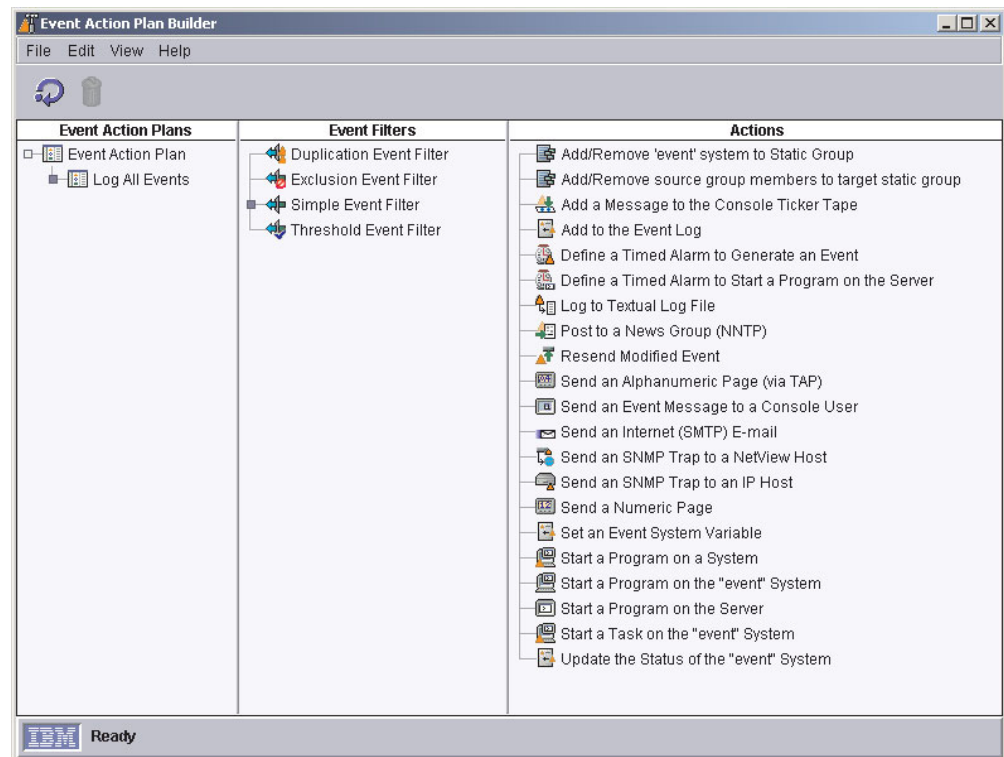 Event Action Plan Builder
File Edit View Help
Event Action Plans
Event Action Plan
Log All Events
Event Filters
Duplication Event Filter
Exclusion Event Filter
Simple Event Filter
Threshold Event Filter
Actions
Add/Remove 'event' system to Static Group
Add/Remove source group members to target static group
Add a Message to the Console Ticker Tape
Add to the Event Log
Define a Timed Alarm to Generate an Event
Define a Timed Alarm to Start a Program on the Server
Log to Textual Log File
Post to a News Group (NNTP)
Resend Modified Event
Send an Alphanumeric Page (via TAP)
Send an Event Message to a Console User
Send an Internet (SMTP) E-mail
Send an SNMP Trap to a NetView Host
Send an SNMP Trap to an IP Host
Send a Numeric Page
Set an Event System Variable
Start a Program on a System
Start a Program on the "event" System
Start a Program on the Server
Start a Task on the "event" System
Update the Status of the "event" System
IBM Ready